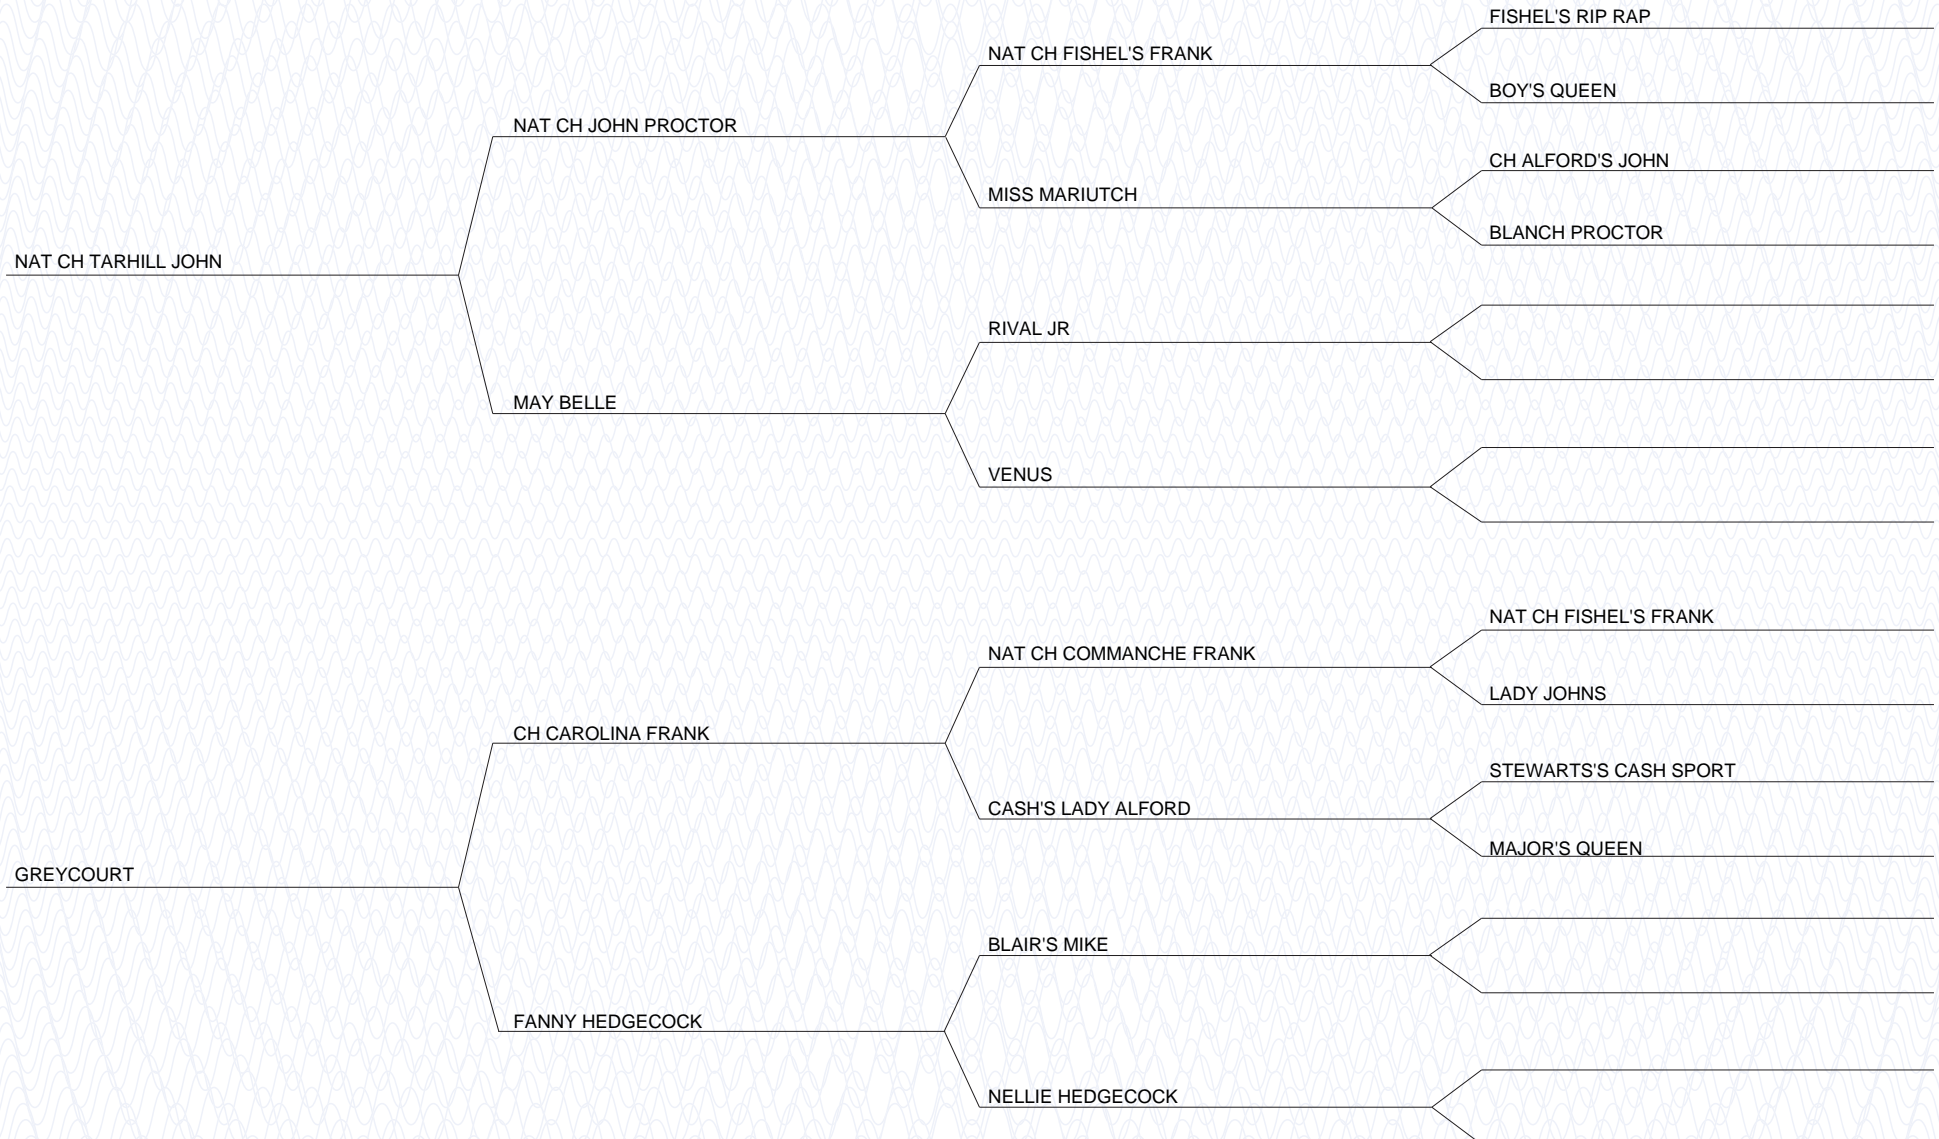 FISHEL'S RIP RAP
NAT CH FISHEL'S FRANK
BOY'S QUEEN
NAT CH JOHN PROCTOR
CH ALFORD'S JOHN
MISS MARIUTCH
BLANCH PROCTOR
NAT CH TARHILL JOHN
RIVAL JR
MAY BELLE
VENUS
NAT CH FISHEL'S FRANK
NAT CH COMMANCHE FRANK
LADY JOHNS
CH CAROLINA FRANK
STEWARTS'S CASH SPORT
CASH'S LADY ALFORD
MAJOR'S QUEEN
GREYCOURT
BLAIR'S MIKE
FANNY HEDGECOCK
NELLIE HEDGECOCK